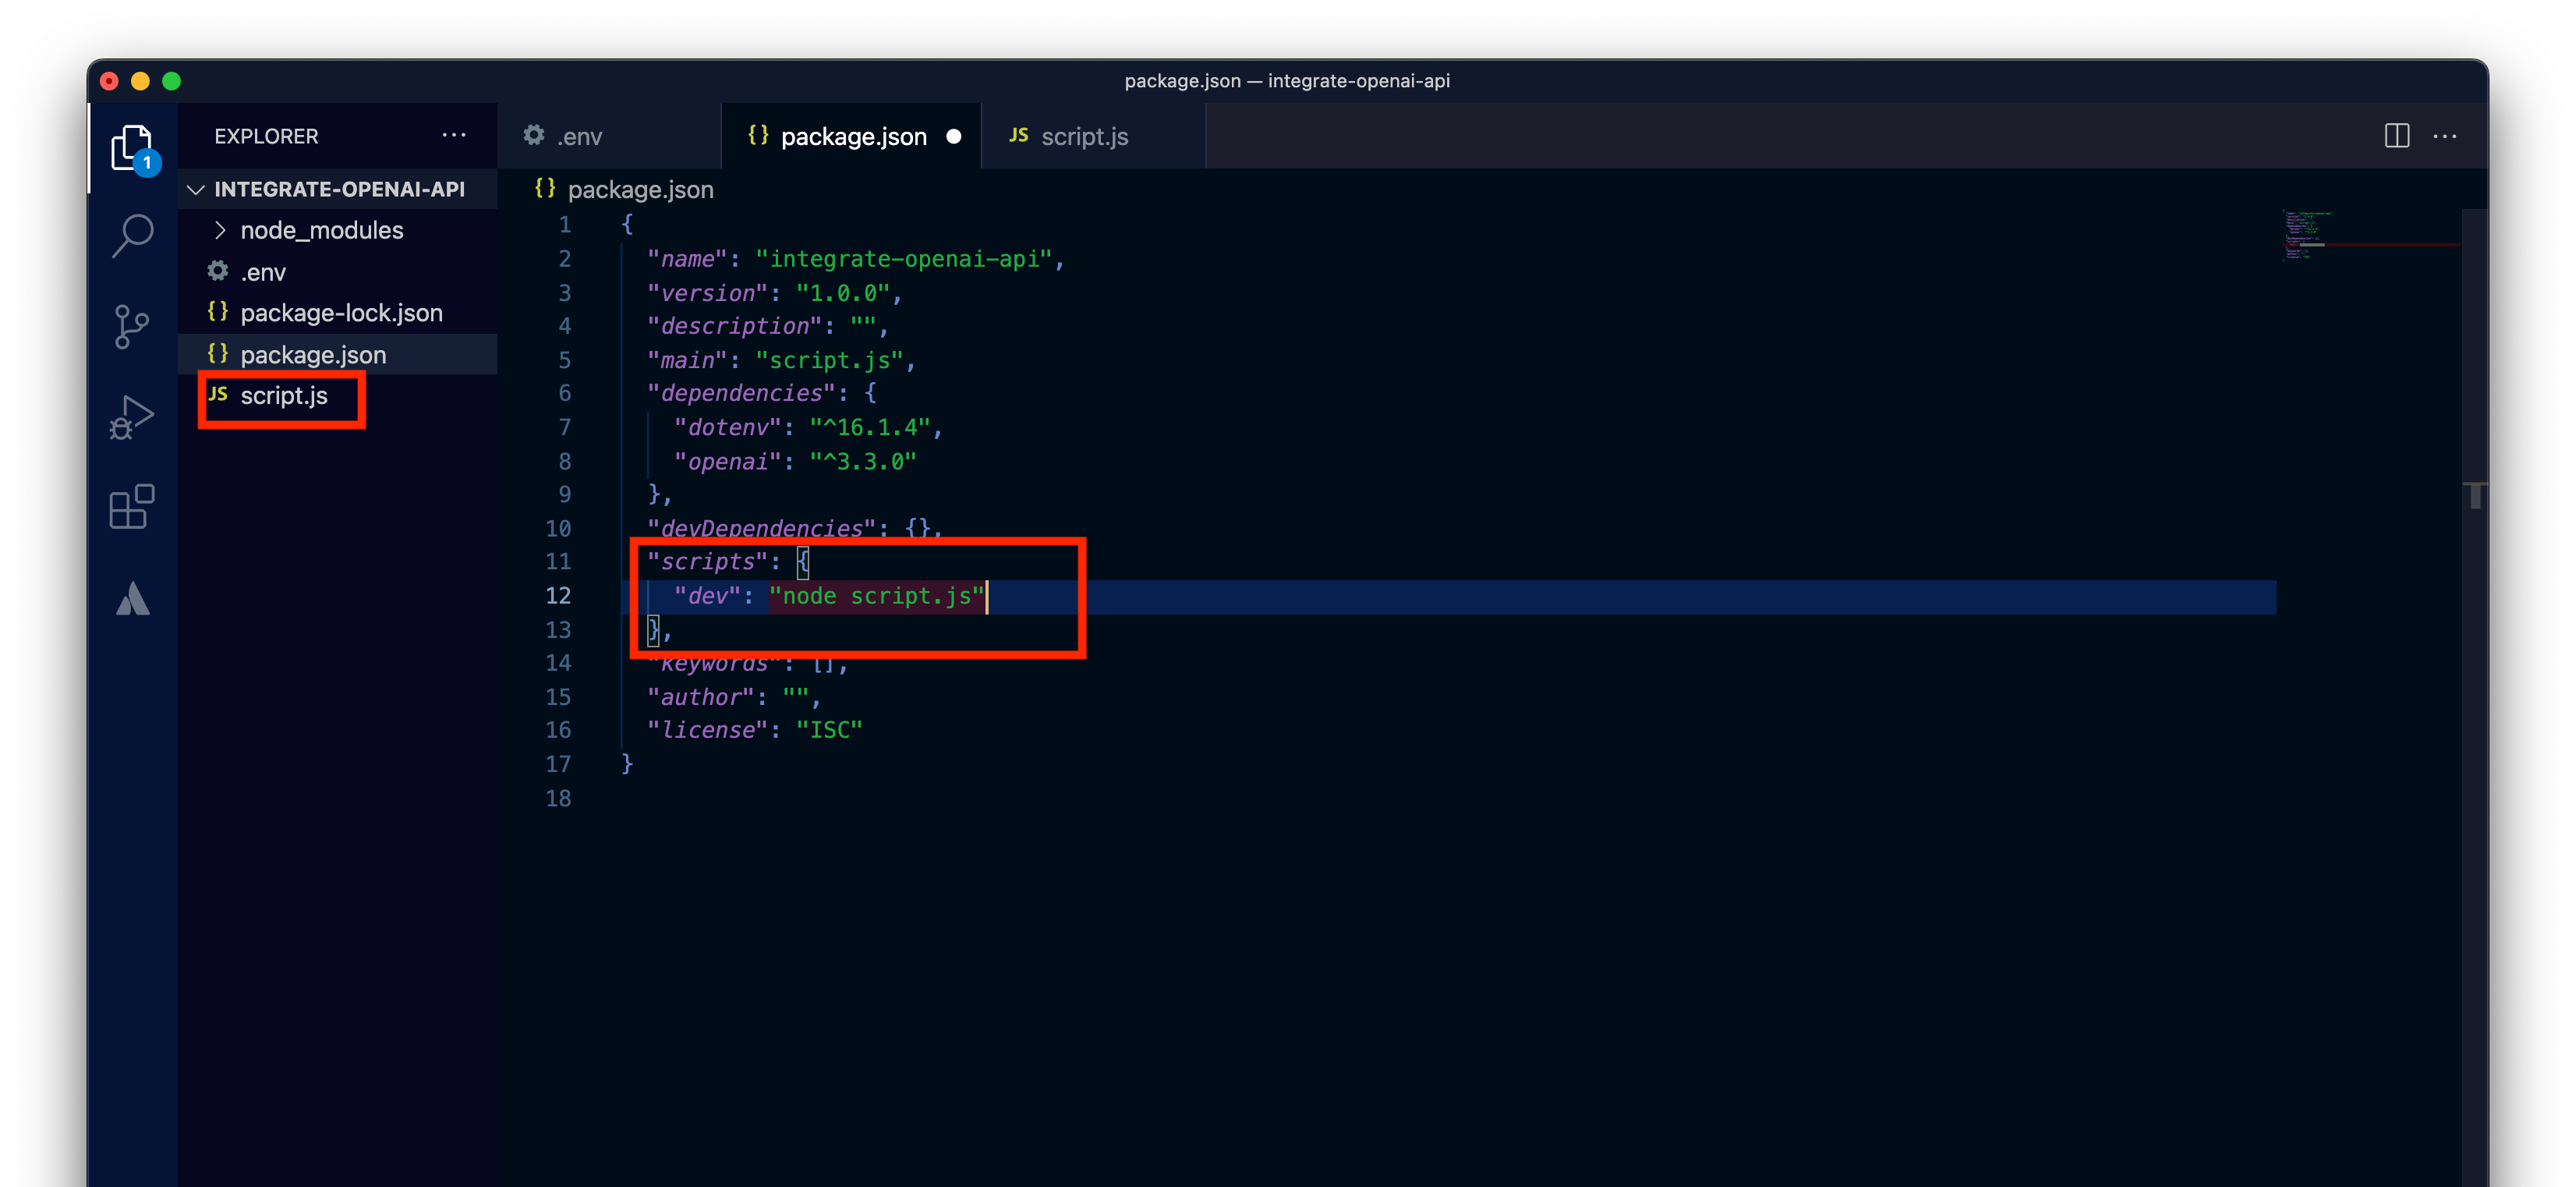 package.json — integrate-openai-api
EXPLORER
.env
package.json
JS script.js
1
INTEGRATE-OPENAI-API
node_modules
.env
{} package-lock.json
{} package.json
JS script.js
{} package.json
1 {
2 "name": "integrate-openai-api",
3 "version": "1.0.0",
4 "description": "",
5 "main": "script.js",
6 "dependencies": {
7 "dotenv": "^16.1.4",
8 "openai": "^3.3.0"
9 },
10 "devDependencies": {},
11 "scripts": {
12 "dev": "node script.js"
13 },
14 "keywords": [],
15 "author": "",
16 "license": "ISC"
17 }
18